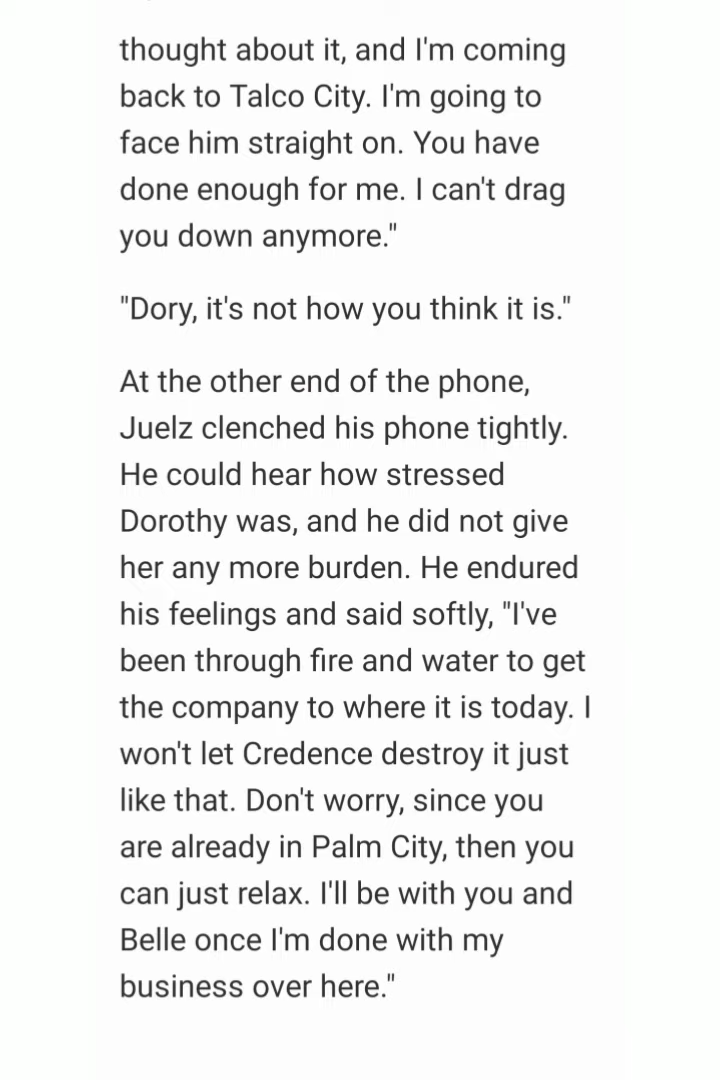 thought about it, and I'm coming
back to Talco City. I'm going to
face him straight on. You have
done enough for me. I can't drag
you down anymore."
"Dory, it's not how you think it is."
At the other end of the phone,
Juelz clenched his phone tightly.
He could hear how stressed
Dorothy was, and he did not give
her any more burden. He endured
his feelings and said softly, "I've
been through fire and water to get
the company to where it is today. I
won't let Credence destroy it just
like that. Don't worry, since you
are already in Palm City, then you
can just relax. I'll be with you and
Belle once I'm done with my
business over here."